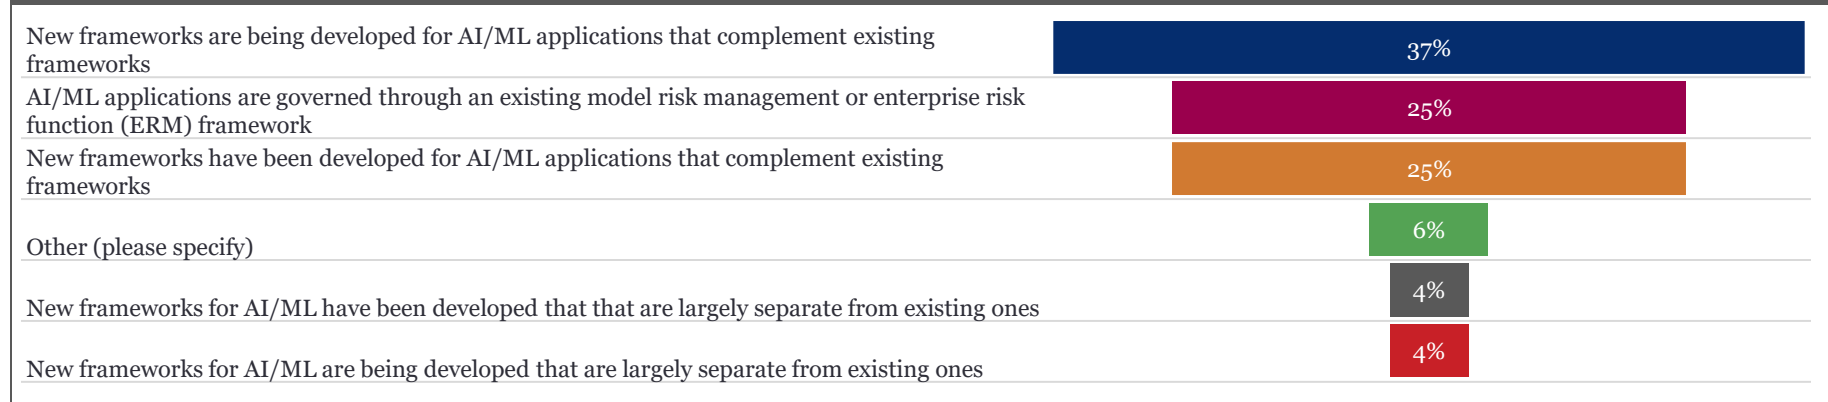 New frameworks are being developed for AI/ML applications that complement existing
frameworks
37%
AI/ML applications are governed through an existing model risk management or enterprise risk
function (ERM) framework
25%
New frameworks have been developed for AI/ML applications that complement existing
frameworks
25%
Other (please specify)
6%
New frameworks for AI/ML have been developed that that are largely separate from existing ones
4%
New frameworks for AI/ML are being developed that are largely separate from existing ones
4%